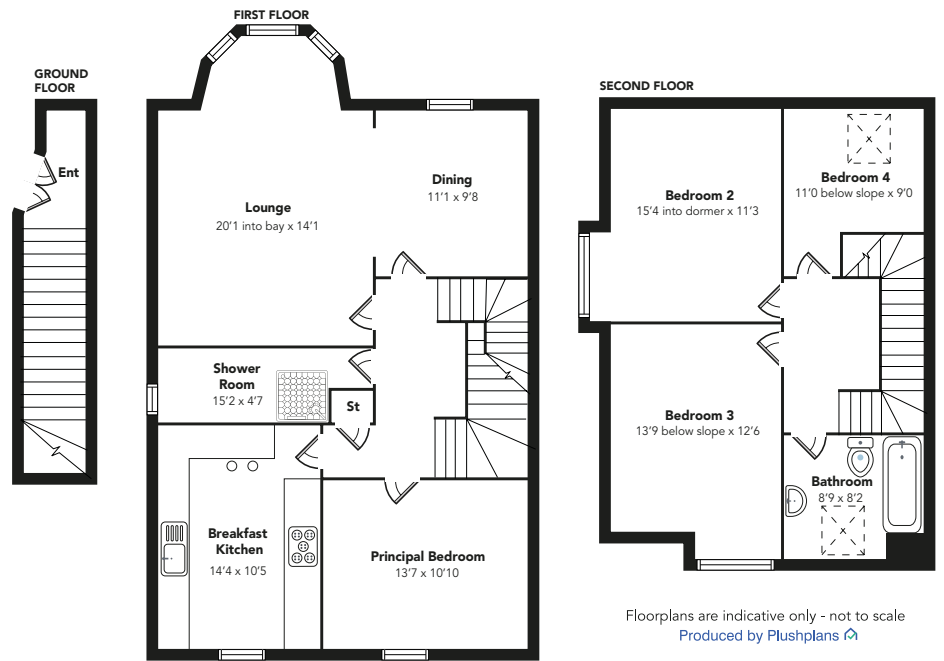 FIRST FLOOR
GROUND
FLOOR
Ent
Lounge
20'1 into bay x 14'1
Dining
11'1 x 9'8
Shower
Room
15'2 x 4'7
St
Breakfast
Kitchen
14'4 x 10'5
Principal Bedroom
13'7 x 10'10
SECOND FLOOR
Bedroom 2
15'4 into dormer x 11'3
Bedroom 4
11'0 below slope x 9'0
Bedroom 3
13'9 below slope x 12'6
Bathroom
8'9 x 8'2
Floorplans are indicative only - not to scale
Produced by Plushplans